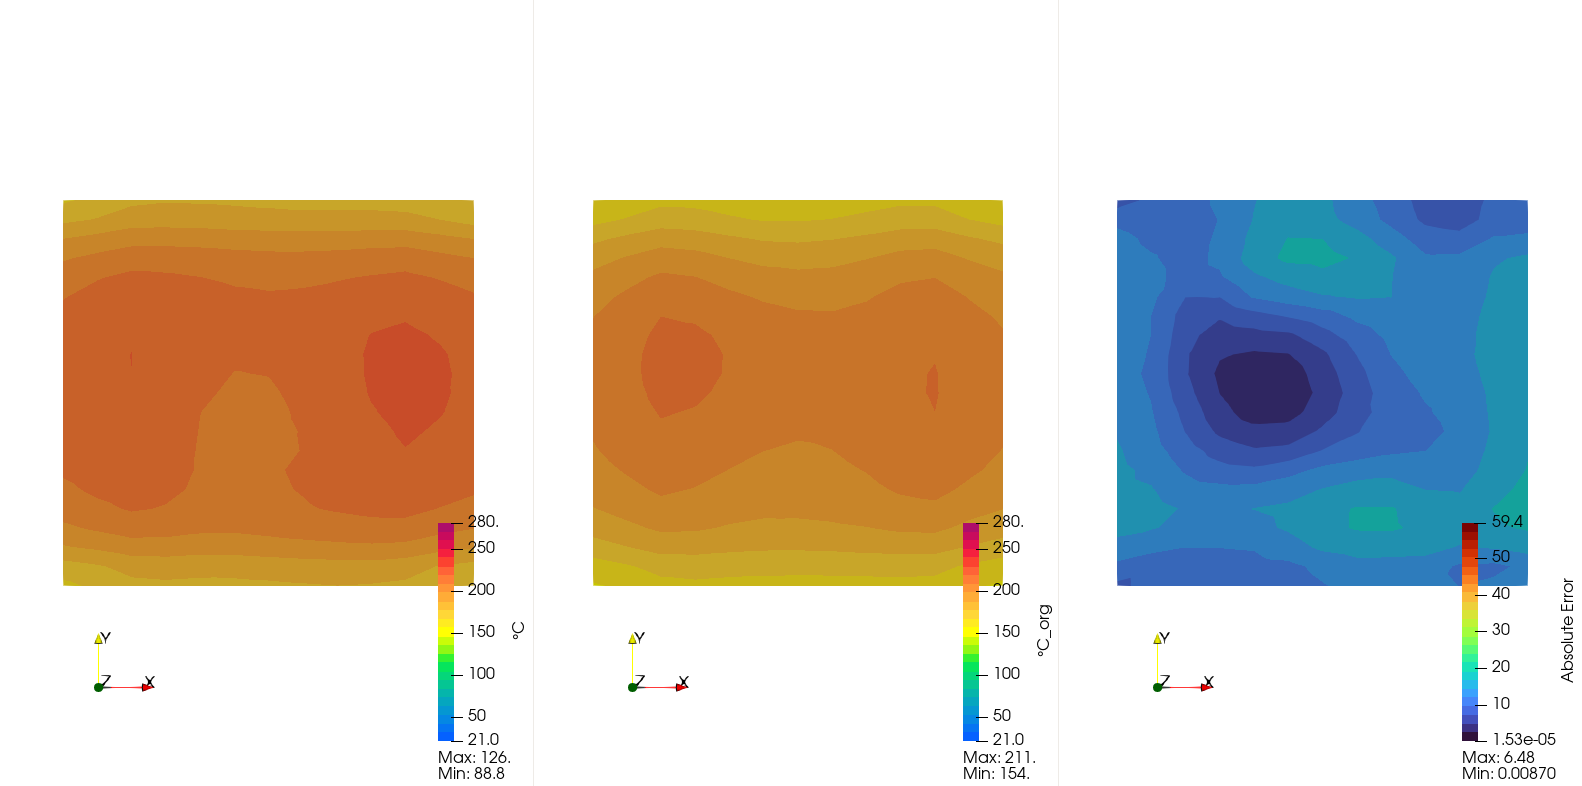 280.
250
200
150
100
50
21.0
°C
Max: 126.
Min: 88.8
Y
Z
X
280.
250
200
150
100
50
21.0
°C_org
Max: 211.
Min: 154.
Y
Z
X
59.4
50
40
30
20
10
1.53e-05
Absolute Error
Max: 6.48
Min: 0.00870
Y
Z
X